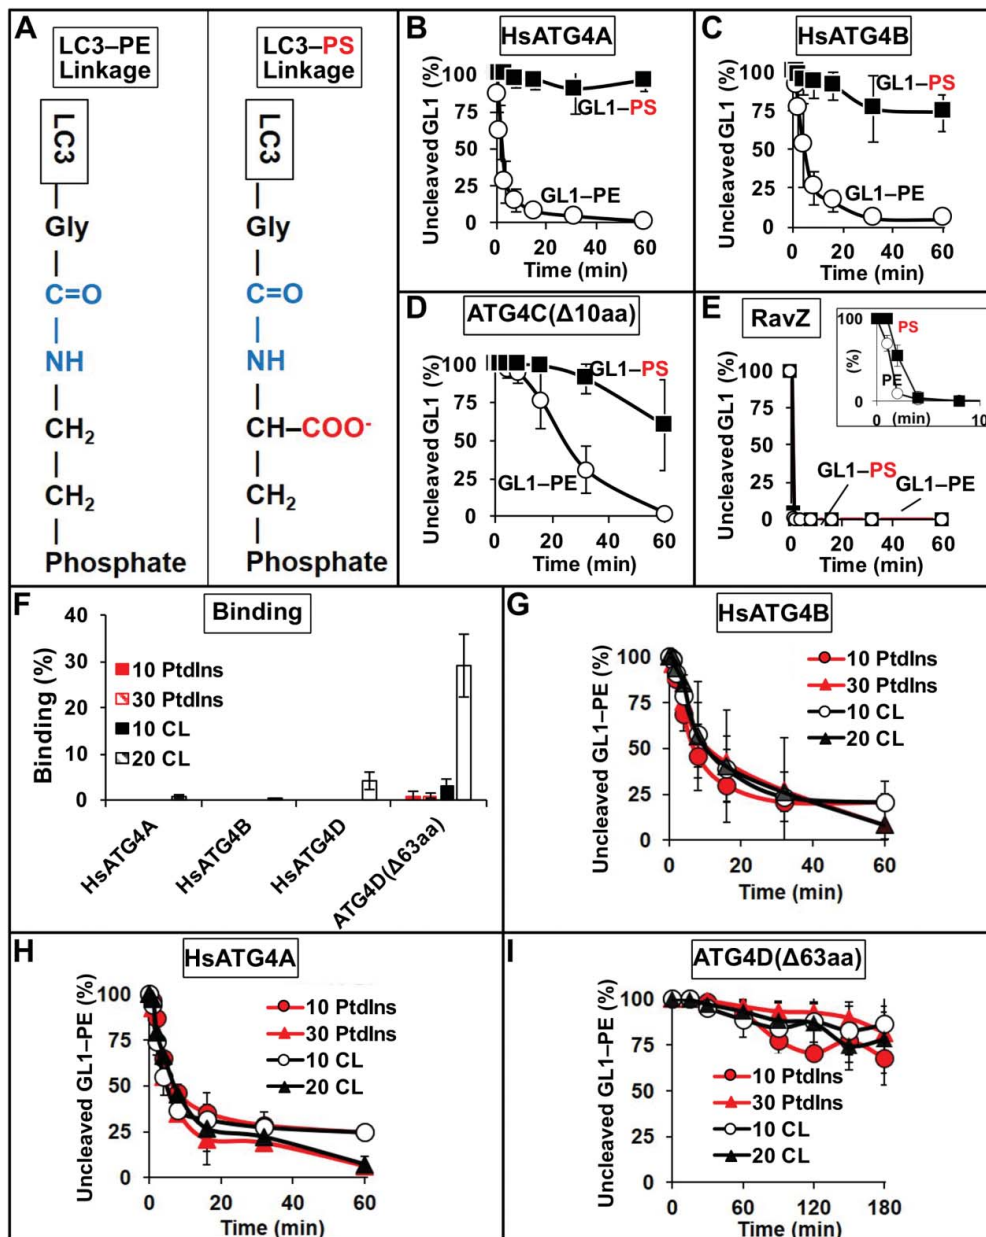 A
LC3–PE
Linkage
LC3
Gly
C=O
NH
CH2
CH2
Phosphate
LC3–PS
Linkage
LC3
Gly
C=O
NH
CH–COO-
CH2
Phosphate
B
HsATG4A
Uncleaved GL1 (%)
100
75
50
25
0
GL1–PS
GL1–PE
0 20 40 60
Time (min)
C
HsATG4B
Uncleaved GL1 (%)
100
75
50
25
0
GL1–PS
GL1–PE
0 20 40 60
Time (min)
D
ATG4C(Δ10aa)
Uncleaved GL1 (%)
100
75
50
25
0
GL1–PS
GL1–PE
0 20 40 60
Time (min)
E
RavZ
Uncleaved GL1 (%)
100
75
50
25
0
GL1–PS
GL1–PE
0 20 40 60
Time (min)
100
(%)
0
PS
PE
0 (min) 10
F
Binding
Binding (%)
40
30
20
10
0
10 PtdIns
30 PtdIns
10 CL
20 CL
HsATG4A
HsATG4B
HsATG4D
ATG4D(Δ63aa)
G
HsATG4B
Uncleaved GL1–PE (%)
100
75
50
25
0
10 PtdIns
30 PtdIns
10 CL
20 CL
0 20 40 60
Time (min)
H
HsATG4A
Uncleaved GL1–PE (%)
100
75
50
25
0
10 PtdIns
30 PtdIns
10 CL
20 CL
0 20 40 60
Time (min)
I
ATG4D(Δ63aa)
Uncleaved GL1–PE (%)
100
75
50
25
0
10 PtdIns
30 PtdIns
10 CL
20 CL
0 60 120 180
Time (min)